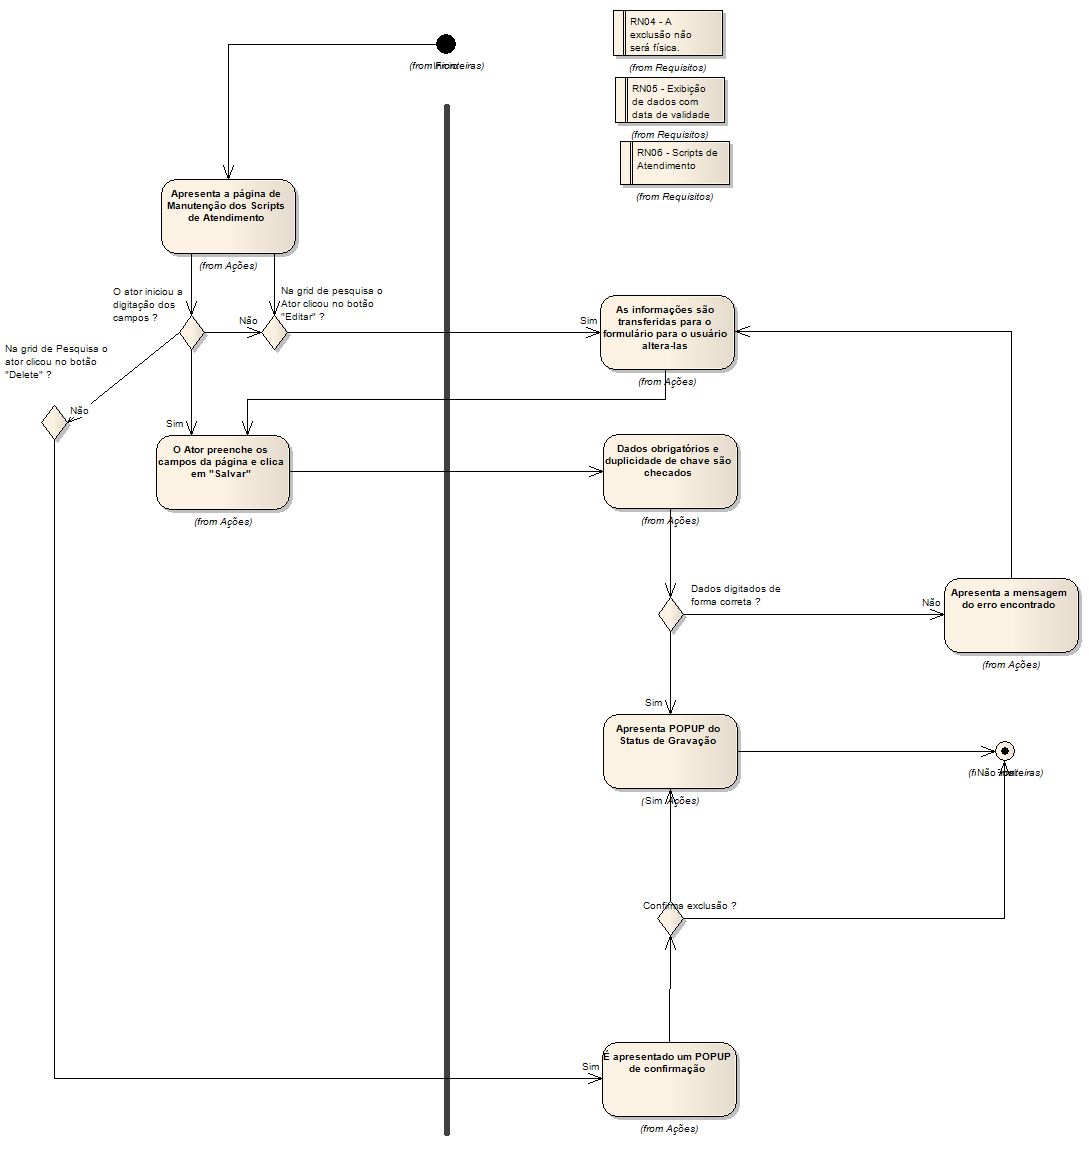 (from Fronteiras)
RN04 - A
exclusão não
será física.
(from Requisitos)
RN05 - Exibição
de dados com
data de validade
(from Requisitos)
RN06 - Scripts de
Atendimento
(from Requisitos)
Apresenta a página de
Manutenção dos Scripts
de Atendimento
(from Ações)
O ator iniciou a
digitação dos
campos ?
Na grid de pesquisa o
Ator clicou no botão
"Editar" ?
Não
Sim
As informações são
transferidas para o
formulário para o usuário
altera-las
(from Ações)
Na grid de Pesquisa o
ator clicou no botão
"Delete" ?
Não
Sim
O Ator preenche os
campos da página e clica
em "Salvar"
(from Ações)
Dados obrigatórios e
duplicidade de chave são
checados
(from Ações)
Dados digitados de
forma correta ?
Não
Apresenta a mensagem
do erro encontrado
(from Ações)
Sim
Apresenta POPUP do
Status de Gravação
(Sim Ações)
Não
Confirma exclusão ?
Sim
É apresentado um POPUP
de confirmação
(from Ações)